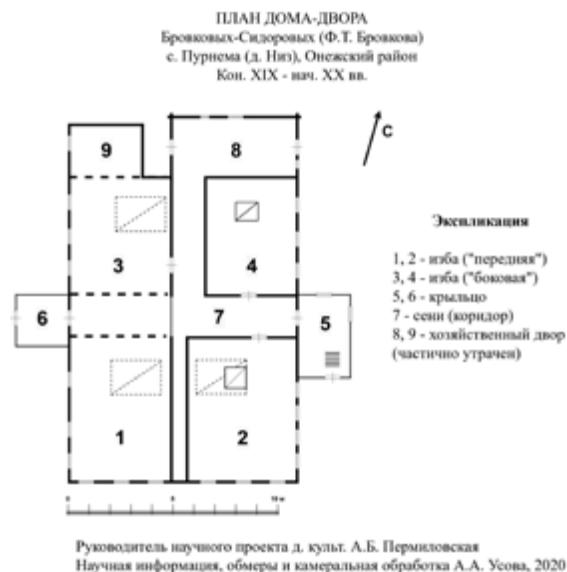 ПЛАН ДОМА-ДВОРА
Бровковых-Сидоровых (Ф.Т. Бровкова)
с. Пурнема (д. Низ), Онежский район
Кон. XIX - нач. XX вв.
С
9
8
3
4
6
7
5
1
2
Экспликация
1, 2 - изба ("передняя")
3, 4 - изба ("боковая")
5, 6 - крыльцо
7 - сени (коридор)
8, 9 - хозяйственный двор
(частично утрачен)
0 5 10 м
Руководитель научного проекта д. культ. А.Б. Пермиловская
Научная информация, обмеры и камеральная обработка А.А. Усова, 2020